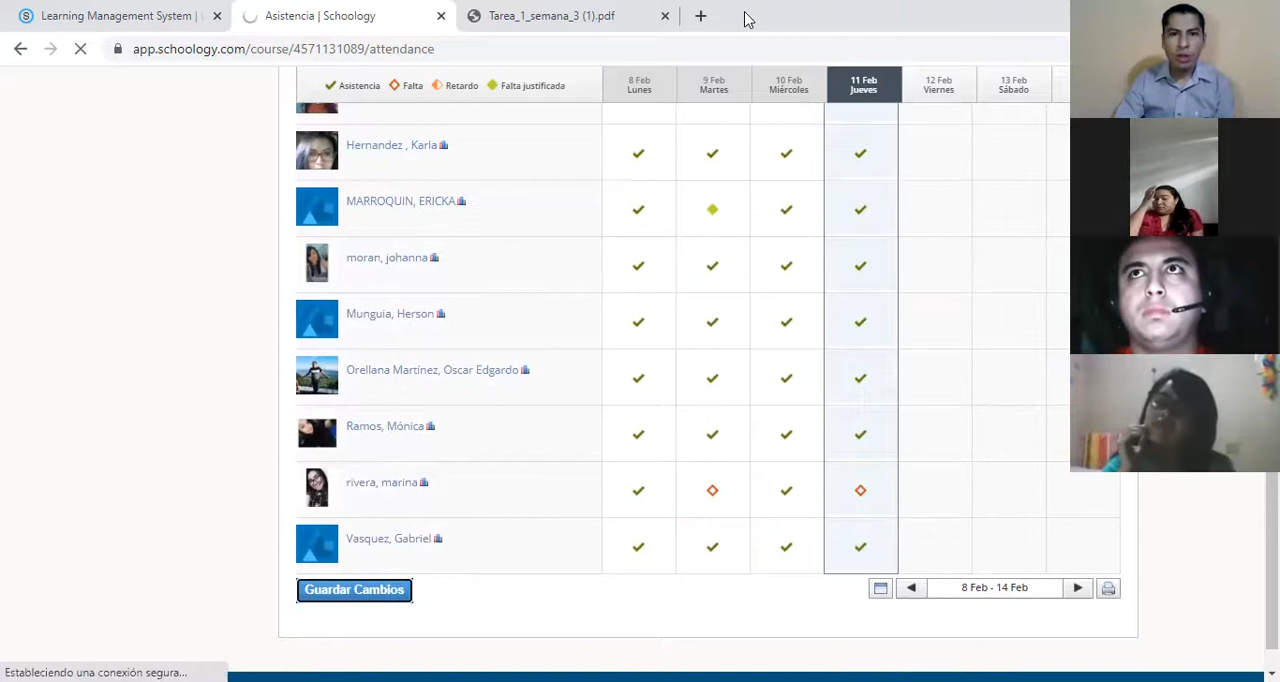 Learning Management System |
Asistencia | Schoology
Tarea_1_semana_3 (1).pdf
app.schoology.com/course/4571131089/attendance
Asistencia Falta Retardo Falta justificada
8 Feb Lunes
9 Feb Martes
10 Feb Miércoles
11 Feb Jueves
12 Feb Viernes
13 Feb Sábado
Hernandez , Karla
MARROQUIN, ERICKA
moran, johanna
Munguia, Herson
Orellana Martínez, Oscar Edgardo
Ramos, Mónica
rivera, marina
Vasquez, Gabriel
Guardar Cambios
8 Feb - 14 Feb
Estableciendo una conexión segura...